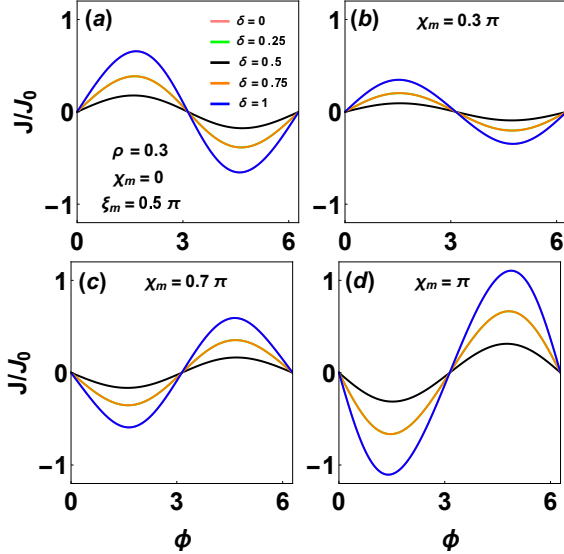 (a)
δ = 0
δ = 0.25
δ = 0.5
δ = 0.75
δ = 1
ρ = 0.3
χm = 0
ξm = 0.5 π
J/J0
1
0
−1
0
3
6
(b)
χm = 0.3 π
1
0
−1
0
3
6
(c)
χm = 0.7 π
J/J0
1
0
−1
0
3
6
ϕ
(d)
χm = π
1
0
−1
0
3
6
ϕ